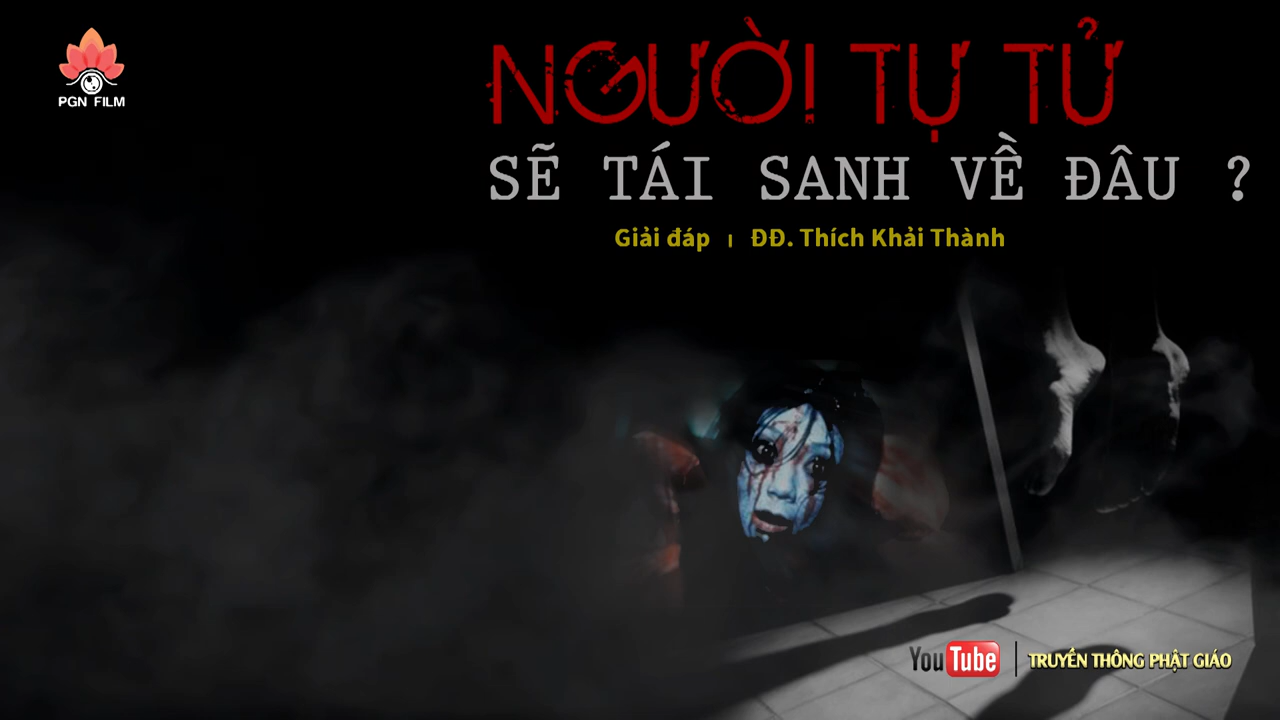 PGN FILM
NGƯỜI TỰ TỬ
SẼ TÁI SANH VỀ ĐÂU ?
Giải đáp | ĐĐ. Thích Khải Thành
YouTube | TRUYỀN THÔNG PHẬT GIÁO